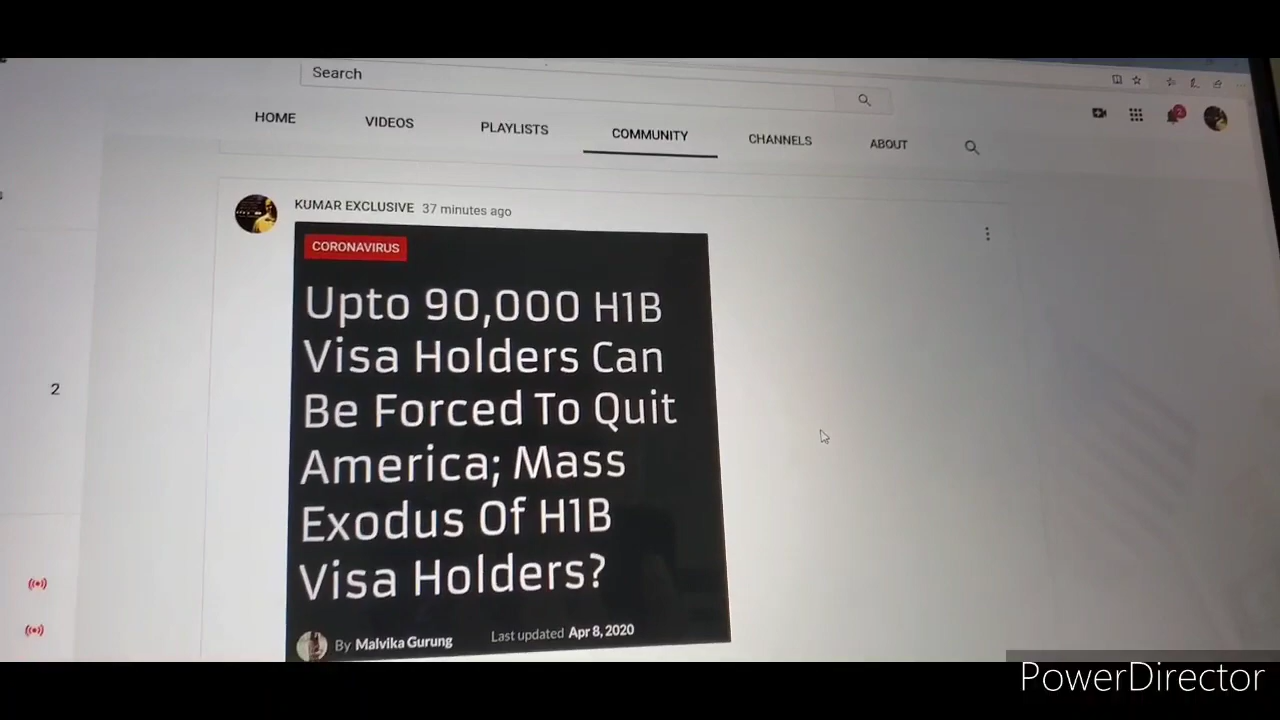 Search
HOME
VIDEOS
PLAYLISTS
COMMUNITY
CHANNELS
ABOUT
2
KUMAR EXCLUSIVE 37 minutes ago
CORONAVIRUS
Upto 90,000 H1B
Visa Holders Can
Be Forced To Quit
America; Mass
Exodus Of H1B
Visa Holders?
By Malvika Gurung
Last updated Apr 8, 2020
2
PowerDirector